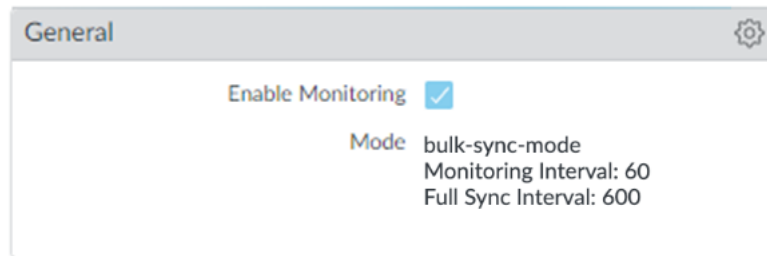 General
Enable Monitoring
Mode bulk-sync-mode
Monitoring Interval: 60
Full Sync Interval: 600